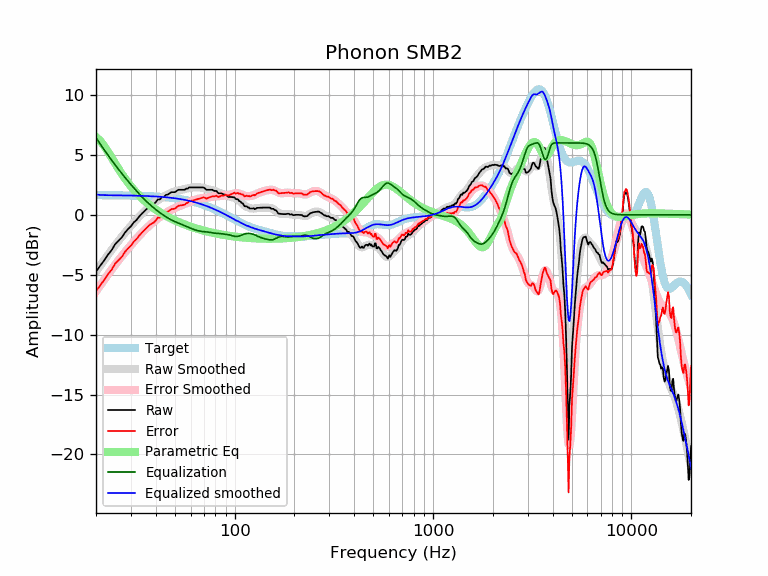 Phonon SMB2
Amplitude (dBr)
10
5
0
−5
−10
−15
−20
Target
Raw Smoothed
Error Smoothed
Raw
Error
Parametric Eq
Equalization
Equalized smoothed
100
1000
10000
Frequency (Hz)